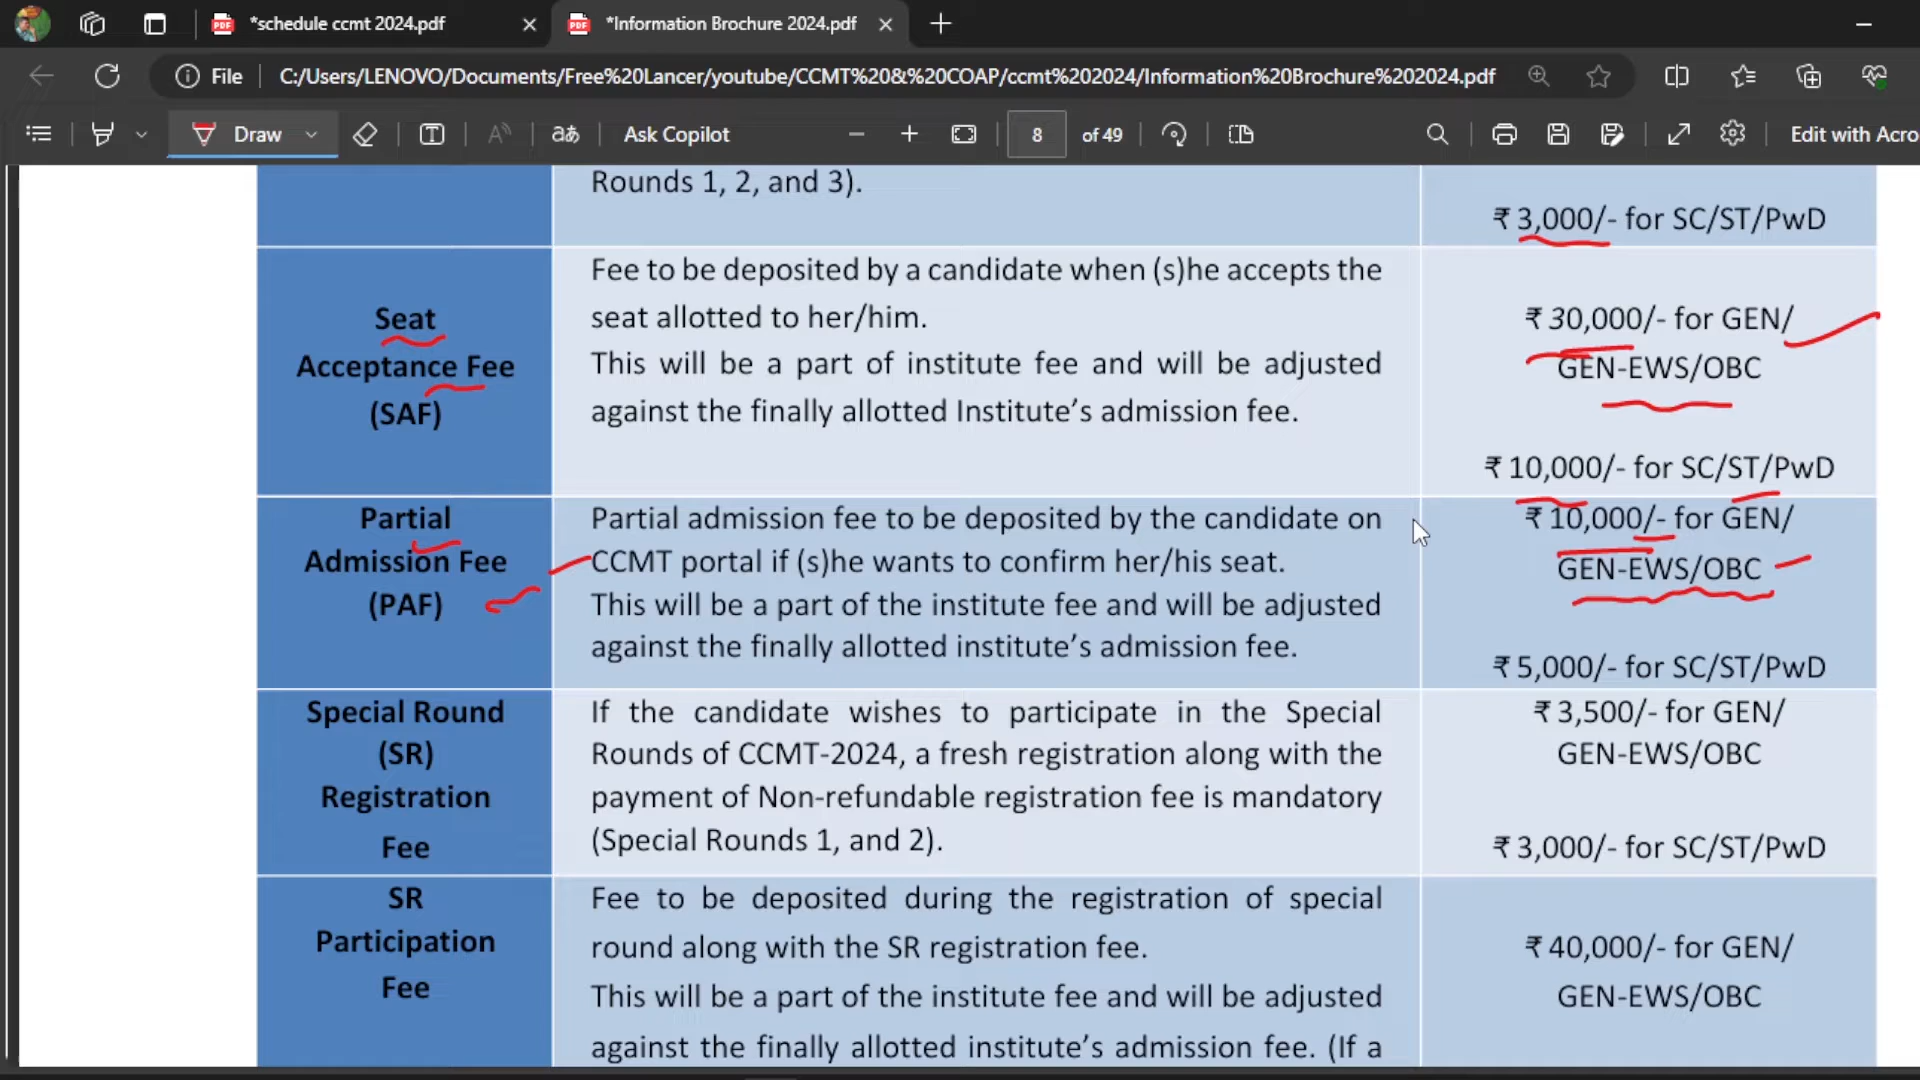 *schedule ccmt 2024.pdf
*Information Brochure 2024.pdf
File
C:/Users/LENOVO/Documents/Free%20Lancer/youtube/CCMT%20&%20COAP/ccmt%202024/Information%20Brochure%202024.pdf
Draw
aあ
Ask Copilot
8
of 49
Edit with Acro
Rounds 1, 2, and 3).
₹ 3,000/- for SC/ST/PwD
Seat
Acceptance Fee
(SAF)
Fee to be deposited by a candidate when (s)he accepts the
seat allotted to her/him.
This will be a part of institute fee and will be adjusted
against the finally allotted Institute’s admission fee.
₹ 30,000/- for GEN/
GEN-EWS/OBC
₹ 10,000/- for SC/ST/PwD
Partial
Admission Fee
(PAF)
Partial admission fee to be deposited by the candidate on
CCMT portal if (s)he wants to confirm her/his seat.
This will be a part of the institute fee and will be adjusted
against the finally allotted institute’s admission fee.
₹ 10,000/- for GEN/
GEN-EWS/OBC
₹ 5,000/- for SC/ST/PwD
Special Round
(SR)
Registration
Fee
If the candidate wishes to participate in the Special
Rounds of CCMT-2024, a fresh registration along with the
payment of Non-refundable registration fee is mandatory
(Special Rounds 1, and 2).
₹ 3,500/- for GEN/
GEN-EWS/OBC
₹ 3,000/- for SC/ST/PwD
SR
Participation
Fee
Fee to be deposited during the registration of special
round along with the SR registration fee.
This will be a part of the institute fee and will be adjusted
against the finally allotted institute’s admission fee. (If a
₹ 40,000/- for GEN/
GEN-EWS/OBC